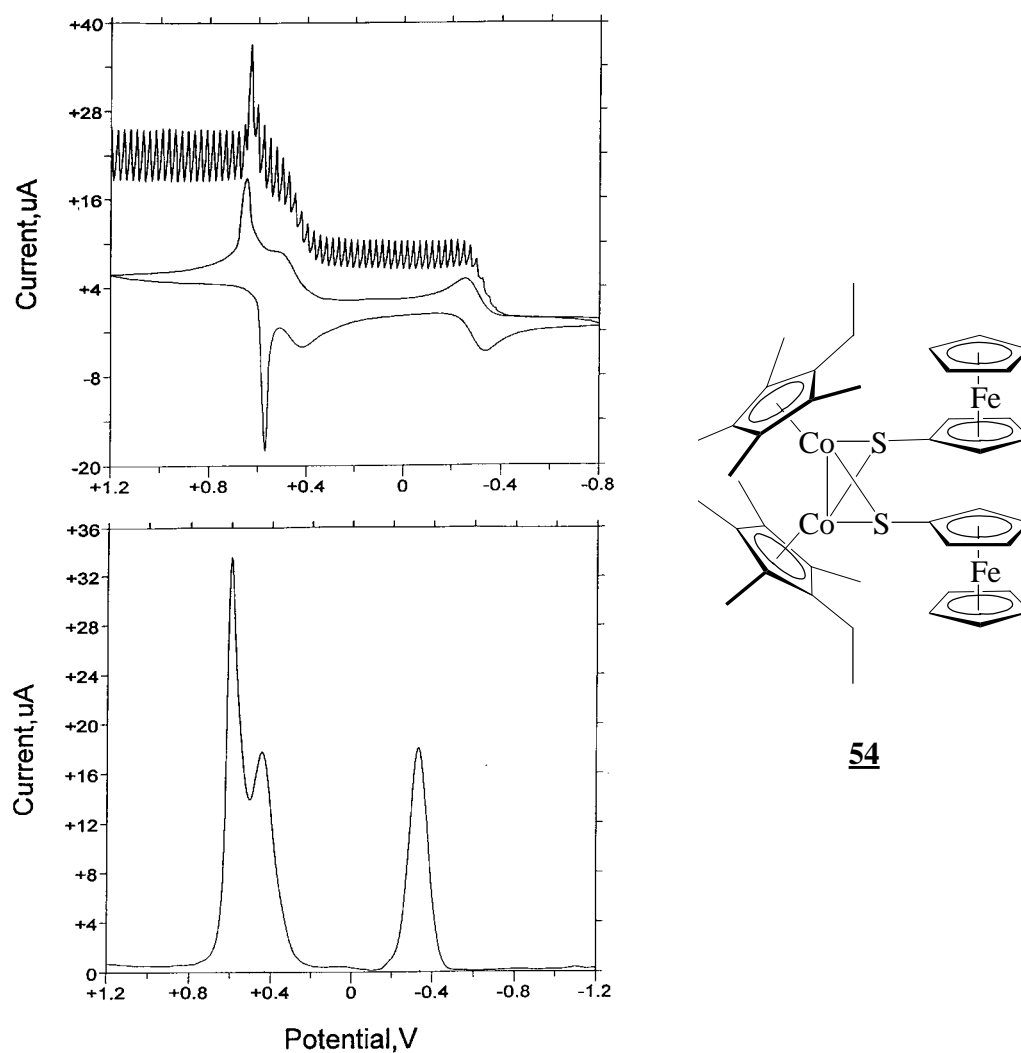 +40
+28
+16
+4
-8
-20
Current,uA
+1.2 +0.8 +0.4 0 -0.4 -0.8
+36
+32
+28
+24
+20
+16
+12
+8
+4
0
Current,uA
+1.2 +0.8 +0.4 0 -0.4 -0.8 -1.2
Potential,V
Fe
Co S
Co S
Fe
54